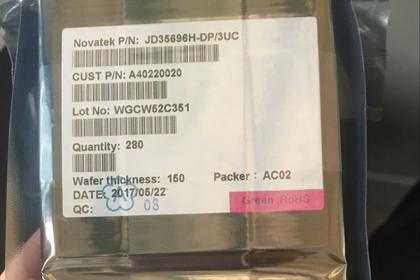 Novatek P/N: JD35696H-DP/3UC
CUST P/N: A40220020
Lot No: WGCW52C351
Quantity: 280
Wafer thickness: 150 Packer: AC02
DATE: 2017/05/22 Green ,RoHS
QC: 08